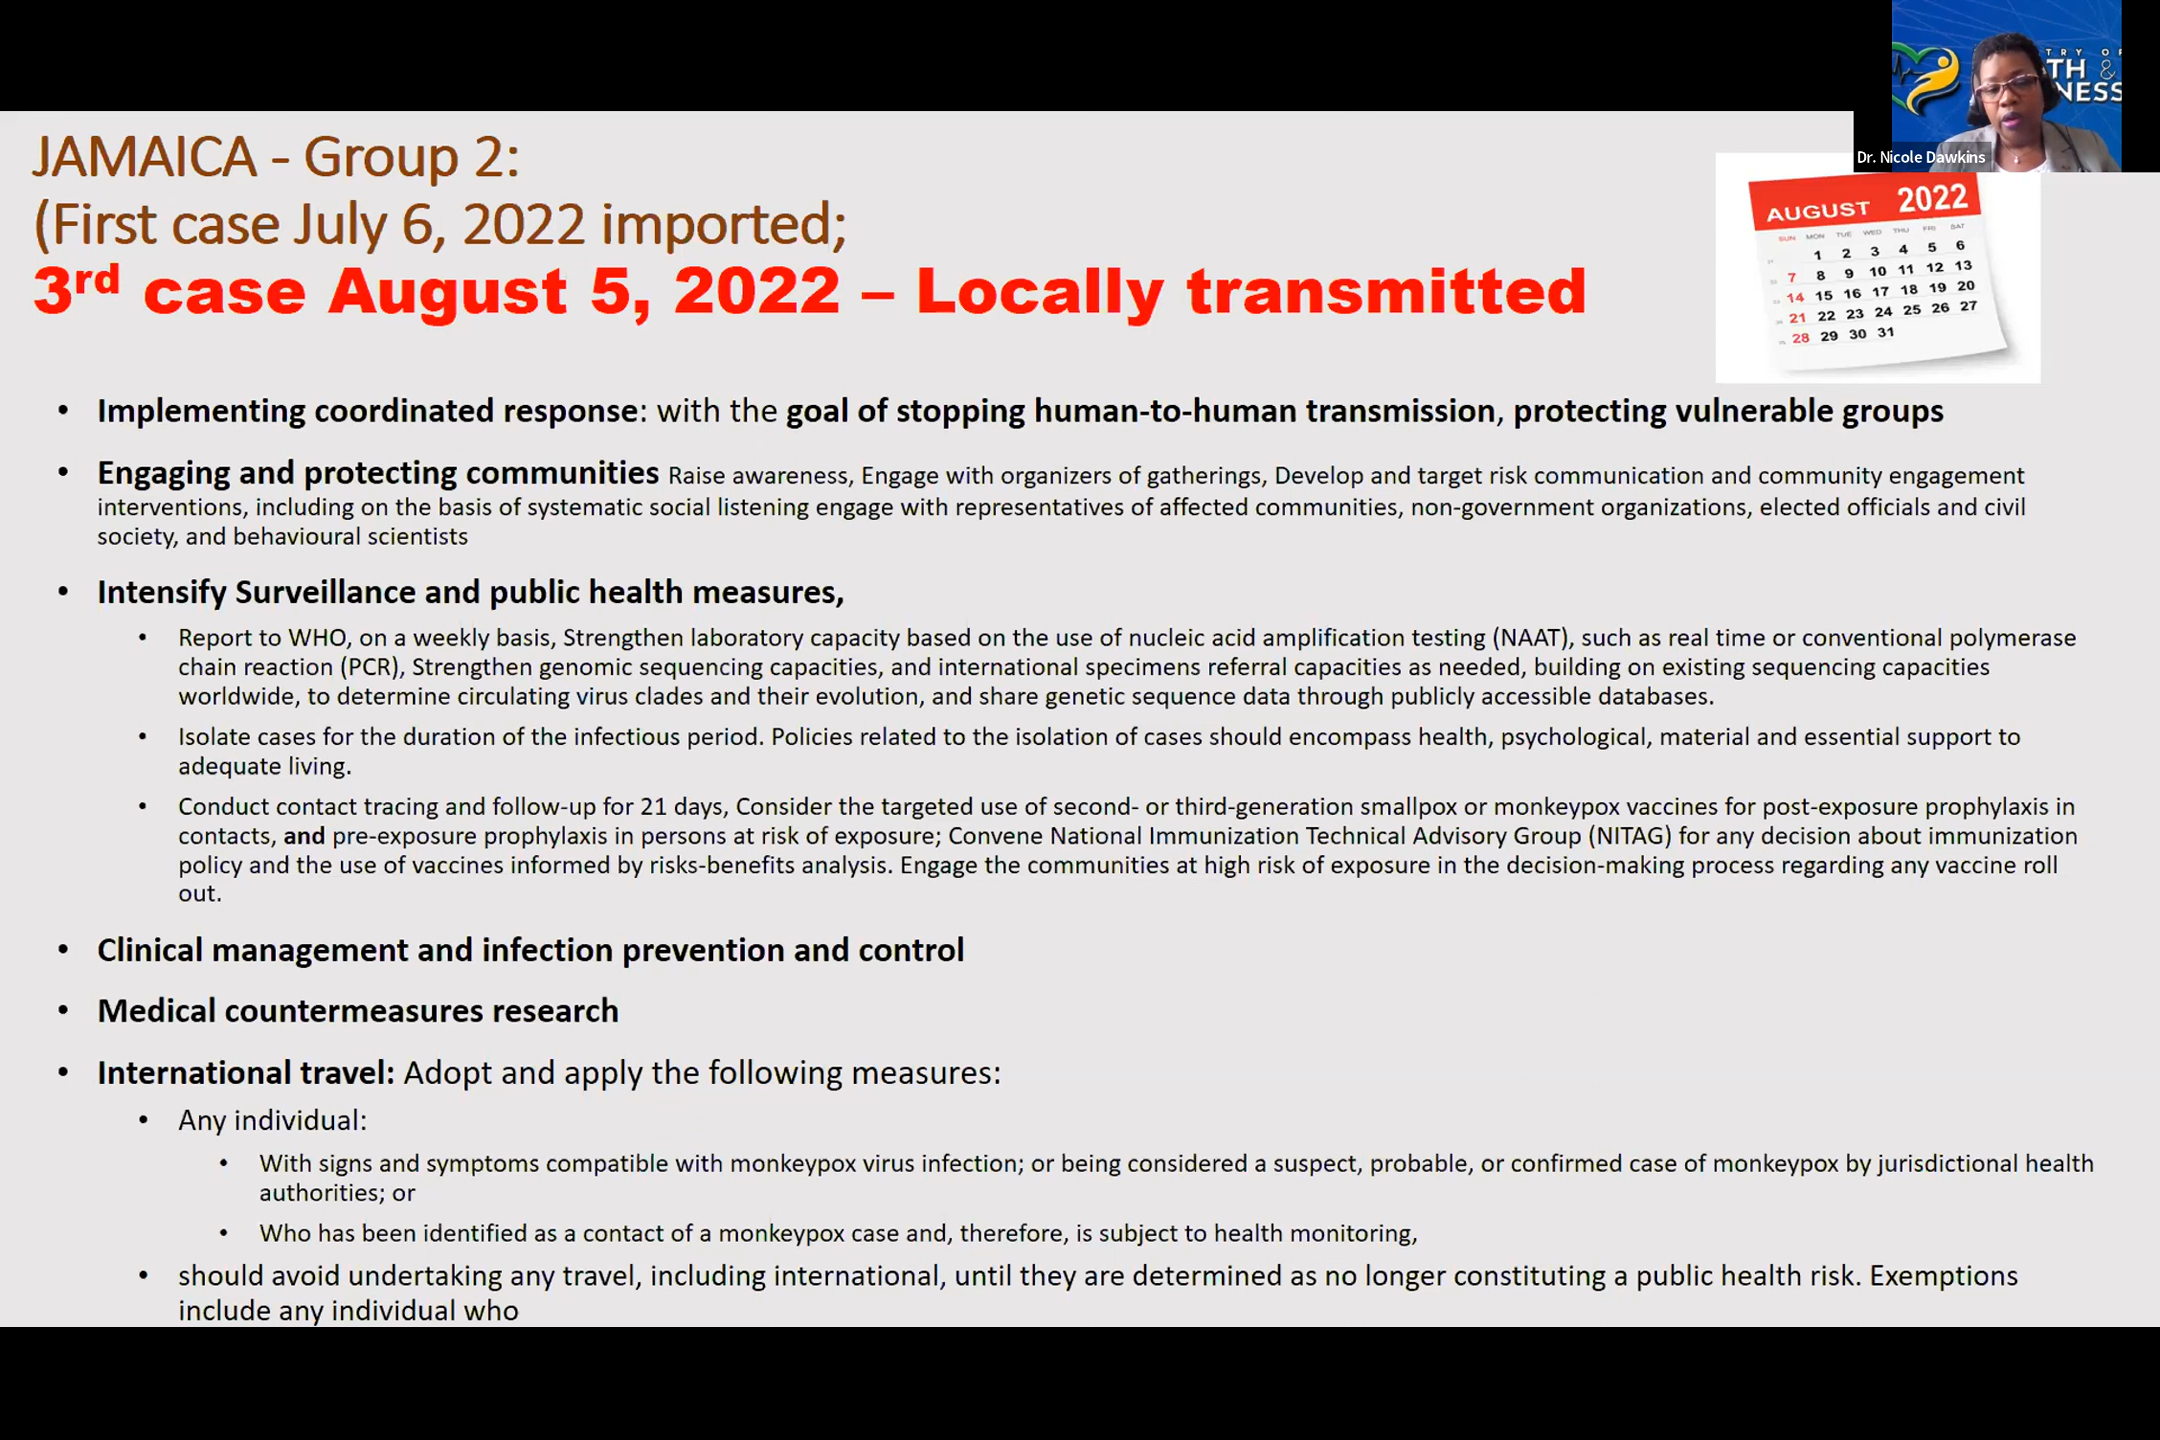 TRY OF
TH &
NESS
Dr. Nicole Dawkins
JAMAICA - Group 2:
(First case July 6, 2022 imported;
3rd case August 5, 2022 – Locally transmitted
AUGUST 2022
SUN MON TUE WED THU FRI SAT
1 2 3 4 5 6
7 8 9 10 11 12 13
14 15 16 17 18 19 20
21 22 23 24 25 26 27
28 29 30 31
• Implementing coordinated response: with the goal of stopping human-to-human transmission, protecting vulnerable groups
• Engaging and protecting communities Raise awareness, Engage with organizers of gatherings, Develop and target risk communication and community engagement
interventions, including on the basis of systematic social listening engage with representatives of affected communities, non-government organizations, elected officials and civil
society, and behavioural scientists
• Intensify Surveillance and public health measures,
• Report to WHO, on a weekly basis, Strengthen laboratory capacity based on the use of nucleic acid amplification testing (NAAT), such as real time or conventional polymerase
chain reaction (PCR), Strengthen genomic sequencing capacities, and international specimens referral capacities as needed, building on existing sequencing capacities
worldwide, to determine circulating virus clades and their evolution, and share genetic sequence data through publicly accessible databases.
• Isolate cases for the duration of the infectious period. Policies related to the isolation of cases should encompass health, psychological, material and essential support to
adequate living.
• Conduct contact tracing and follow-up for 21 days, Consider the targeted use of second- or third-generation smallpox or monkeypox vaccines for post-exposure prophylaxis in
contacts, and pre-exposure prophylaxis in persons at risk of exposure; Convene National Immunization Technical Advisory Group (NITAG) for any decision about immunization
policy and the use of vaccines informed by risks-benefits analysis. Engage the communities at high risk of exposure in the decision-making process regarding any vaccine roll
out.
• Clinical management and infection prevention and control
• Medical countermeasures research
• International travel: Adopt and apply the following measures:
• Any individual:
• With signs and symptoms compatible with monkeypox virus infection; or being considered a suspect, probable, or confirmed case of monkeypox by jurisdictional health
authorities; or
• Who has been identified as a contact of a monkeypox case and, therefore, is subject to health monitoring,
• should avoid undertaking any travel, including international, until they are determined as no longer constituting a public health risk. Exemptions
include any individual who